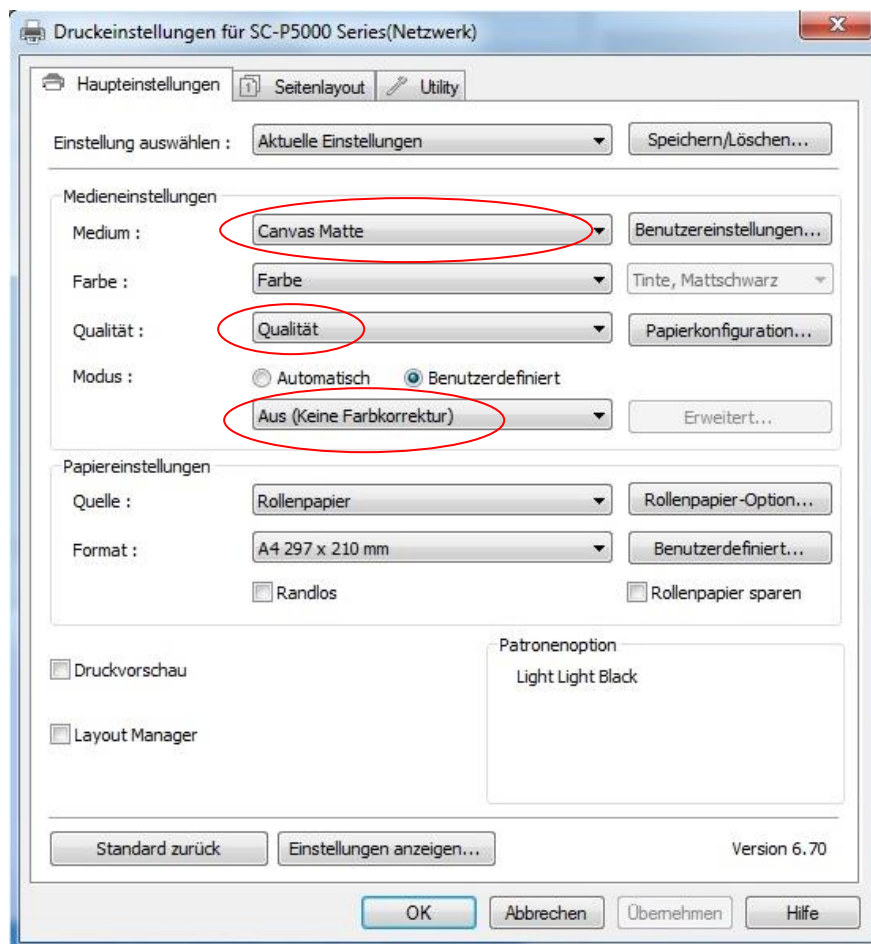 Druckeinstellungen für SC-P5000 Series(Netzwerk)
Haupteinstellungen
1
Seitenlayout
Utility
Einstellung auswählen :
Aktuelle Einstellungen
Speichern/Löschen...
Medieneinstellungen
Medium :
Canvas Matte
Benutzereinstellungen...
Farbe :
Farbe
Tinte, Mattschwarz
Qualität :
Qualität
Papierkonfiguration...
Modus :
Automatisch
Benutzerdefiniert
Aus (Keine Farbkorrektur)
Erweitert...
Papiereinstellungen
Quelle :
Rollenpapier
Rollenpapier-Option...
Format :
A4 297 x 210 mm
Benutzerdefiniert...
Randlos
Rollenpapier sparen
Patronenoption
Druckvorschau
Light Light Black
Layout Manager
Standard zurück
Einstellungen anzeigen...
Version 6.70
OK
Abbrechen
Übernehmen
Hilfe